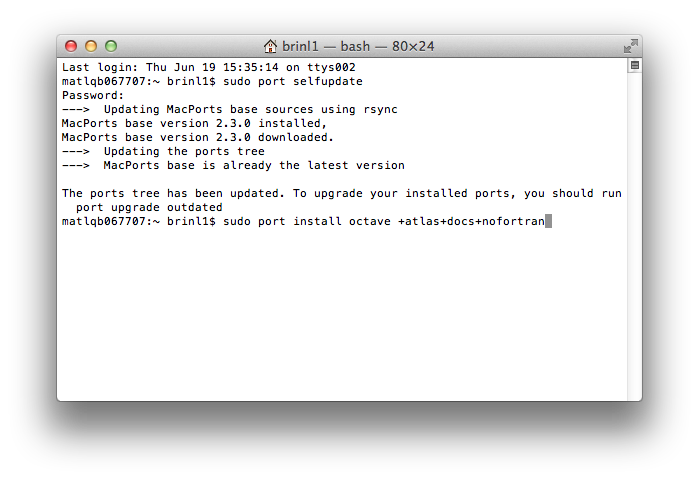 brinl1 — bash — 80×24
Last login: Thu Jun 19 15:35:14 on ttys002
matlqb067707:~ brinl1$ sudo port selfupdate
Password:
---> Updating MacPorts base sources using rsync
MacPorts base version 2.3.0 installed,
MacPorts base version 2.3.0 downloaded.
---> Updating the ports tree
---> MacPorts base is already the latest version
The ports tree has been updated. To upgrade your installed ports, you should run
port upgrade outdated
matlqb067707:~ brinl1$ sudo port install octave +atlas+docs+nofortran